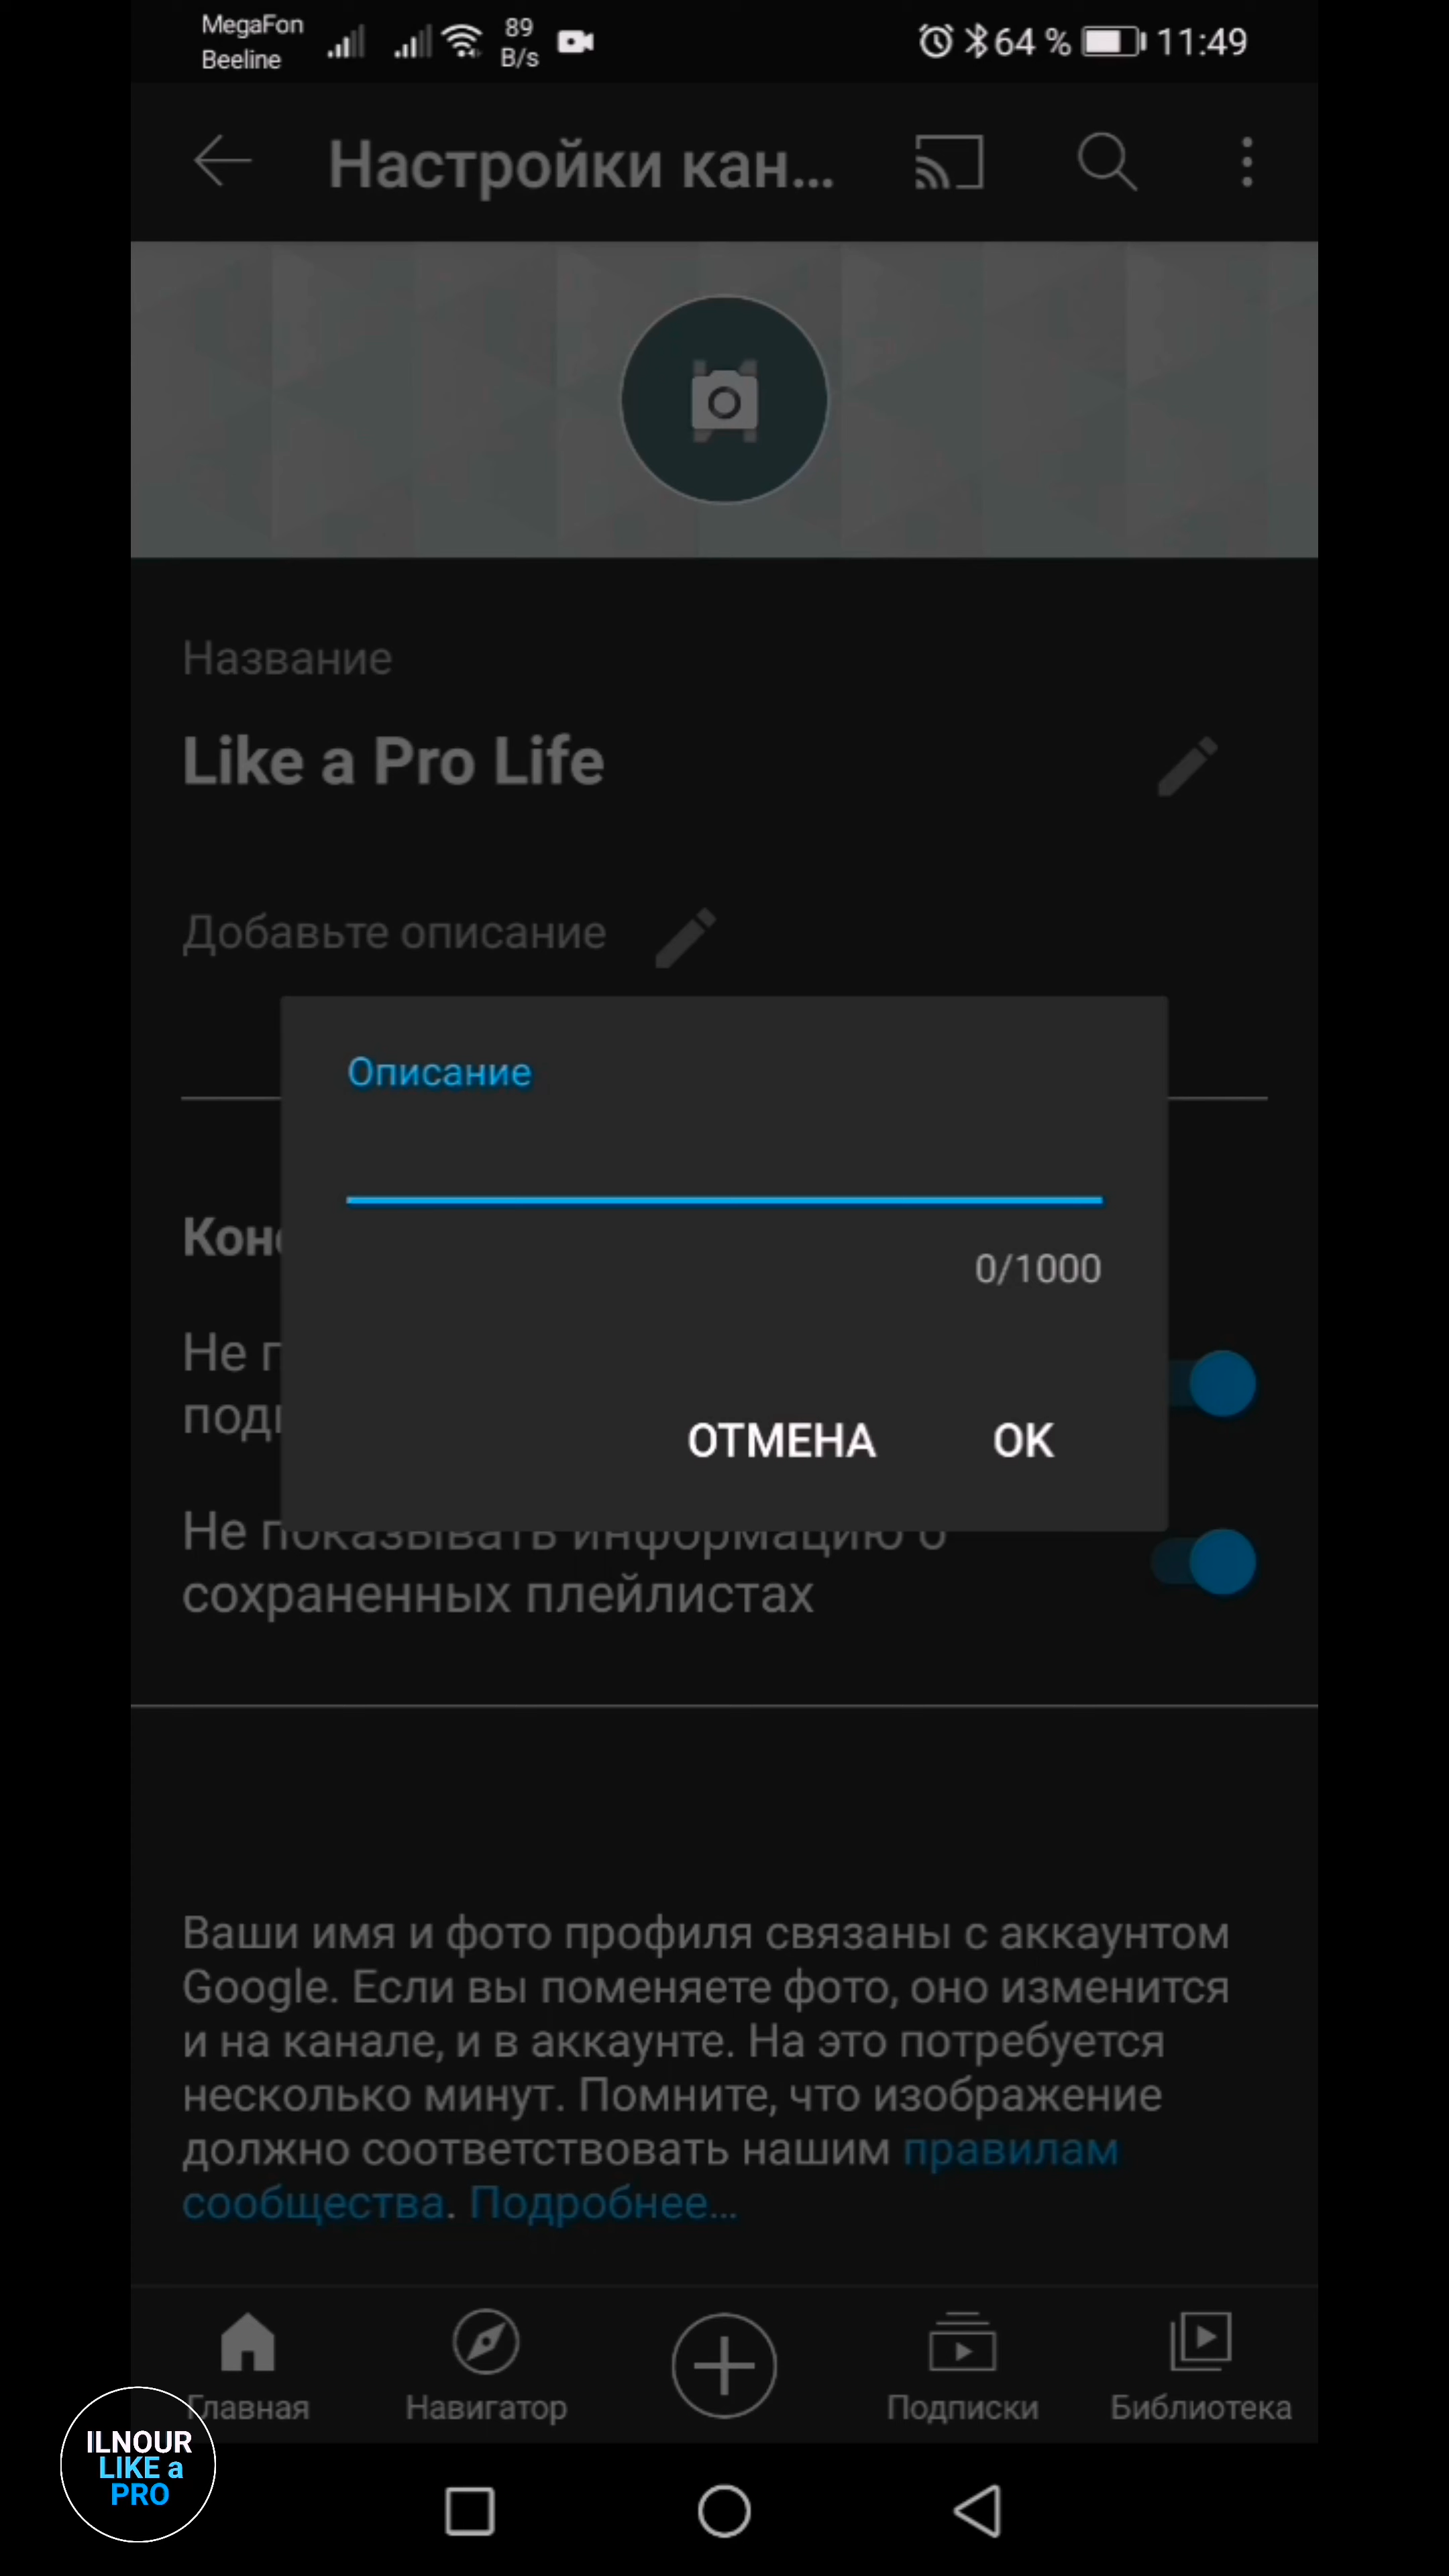 MegaFon
Beeline
89
B/s
64 %
11:49
Настройки кан...
Название
Like a Pro Life
Добавьте описание
Описание
0/1000
ОТМЕНА
OK
Не показывать информацию о
сохраненных плейлистах
Ваши имя и фото профиля связаны с аккаунтом
Google. Если вы поменяете фото, оно изменится
и на канале, и в аккаунте. На это потребуется
несколько минут. Помните, что изображение
должно соответствовать нашим правилам
сообщества. Подробнее...
Главная
Навигатор
Подписки
Библиотека
ILNOUR
LIKE a
PRO